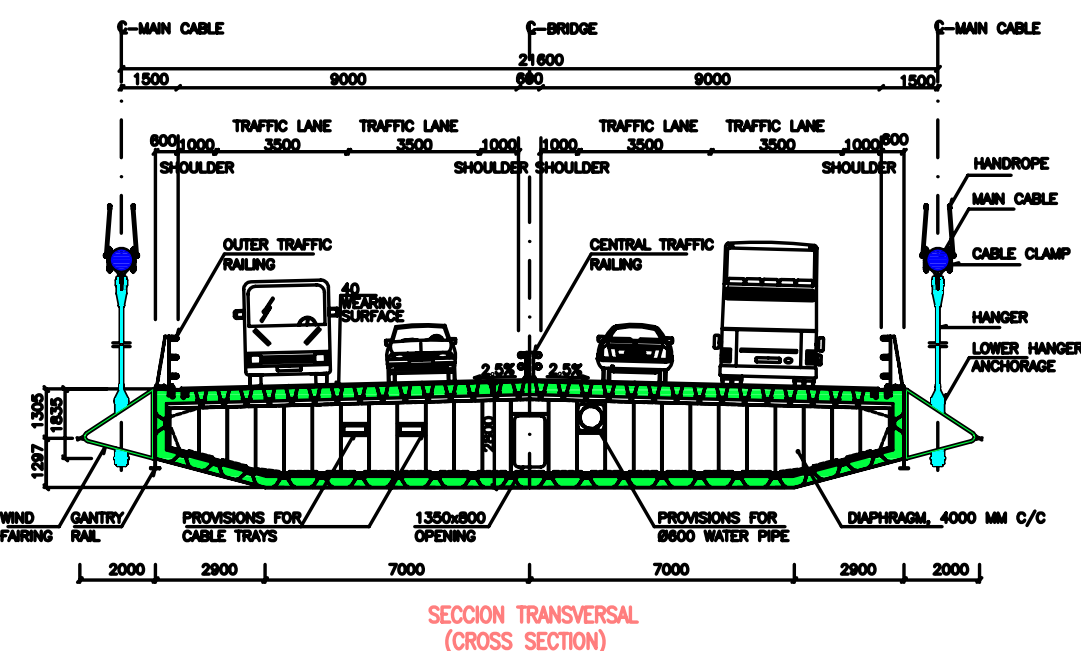 ℄-MAIN CABLE
℄-BRIDGE
℄-MAIN CABLE
21600
1500
9000
600
9000
1500
TRAFFIC LANE
TRAFFIC LANE
TRAFFIC LANE
TRAFFIC LANE
600
1000
3500
3500
1000
1000
3500
3500
1000
600
SHOULDER
SHOULDER
SHOULDER
SHOULDER
HANDROPE
MAIN CABLE
CABLE CLAMP
HANGER
LOWER HANGER
ANCHORAGE
OUTER TRAFFIC
RAILING
CENTRAL TRAFFIC
RAILING
40
WEARING
SURFACE
2.5%
2.5%
1305
1835
1297
2800
WIND
FAIRING
GANTRY
RAIL
PROVISIONS FOR
CABLE TRAYS
1350x800
OPENING
PROVISIONS FOR
Ø600 WATER PIPE
DIAPHRAGM, 4000 MM C/C
2000
2900
7000
7000
2900
2000
SECCION TRANSVERSAL
(CROSS SECTION)